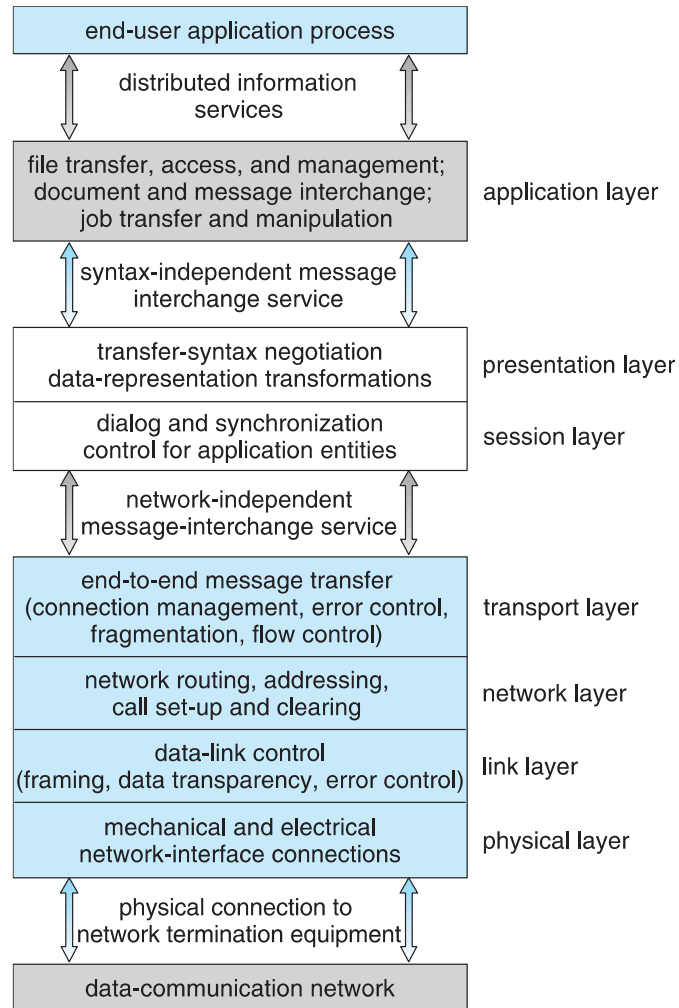 end-user application process
distributed information
services
file transfer, access, and management;
document and message interchange;
job transfer and manipulation
application layer
syntax-independent message
interchange service
transfer-syntax negotiation
data-representation transformations
presentation layer
dialog and synchronization
control for application entities
session layer
network-independent
message-interchange service
end-to-end message transfer
(connection management, error control,
fragmentation, flow control)
transport layer
network routing, addressing,
call set-up and clearing
network layer
data-link control
(framing, data transparency, error control)
link layer
mechanical and electrical
network-interface connections
physical layer
physical connection to
network termination equipment
data-communication network